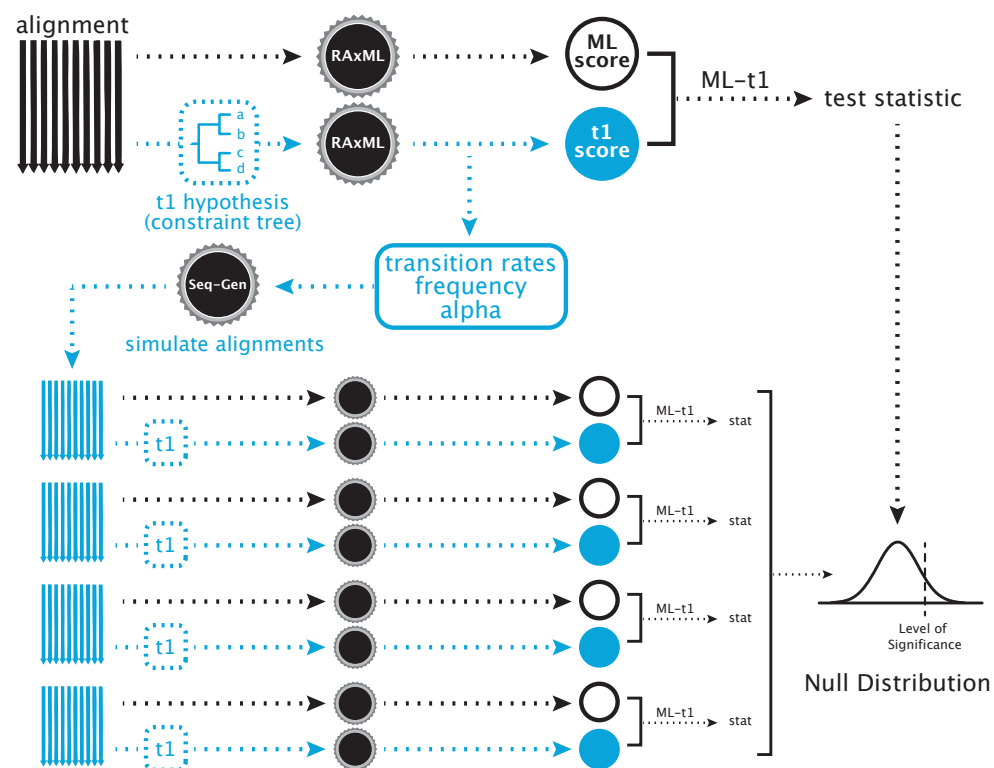 alignment
RAxML
ML
score
ML–t1
test statistic
a
b
c
d
RAxML
t1
score
t1 hypothesis
(constraint tree)
transition rates
frequency
alpha
Seq-Gen
simulate alignments
ML–t1
stat
t1
ML–t1
stat
t1
ML–t1
stat
t1
ML–t1
stat
t1
Level of
Significance
Null Distribution